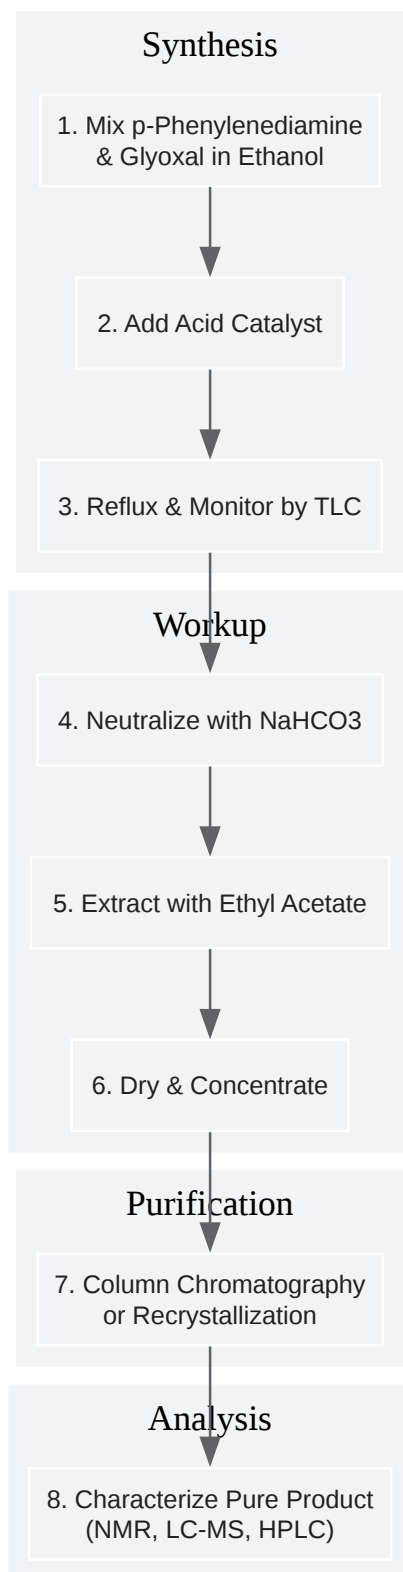 Synthesis
1. Mix p-Phenylenediamine
& Glyoxal in Ethanol
2. Add Acid Catalyst
3. Reflux & Monitor by TLC
Workup
4. Neutralize with NaHCO3
5. Extract with Ethyl Acetate
6. Dry & Concentrate
Purification
7. Column Chromatography
or Recrystallization
Analysis
8. Characterize Pure Product
(NMR, LC-MS, HPLC)